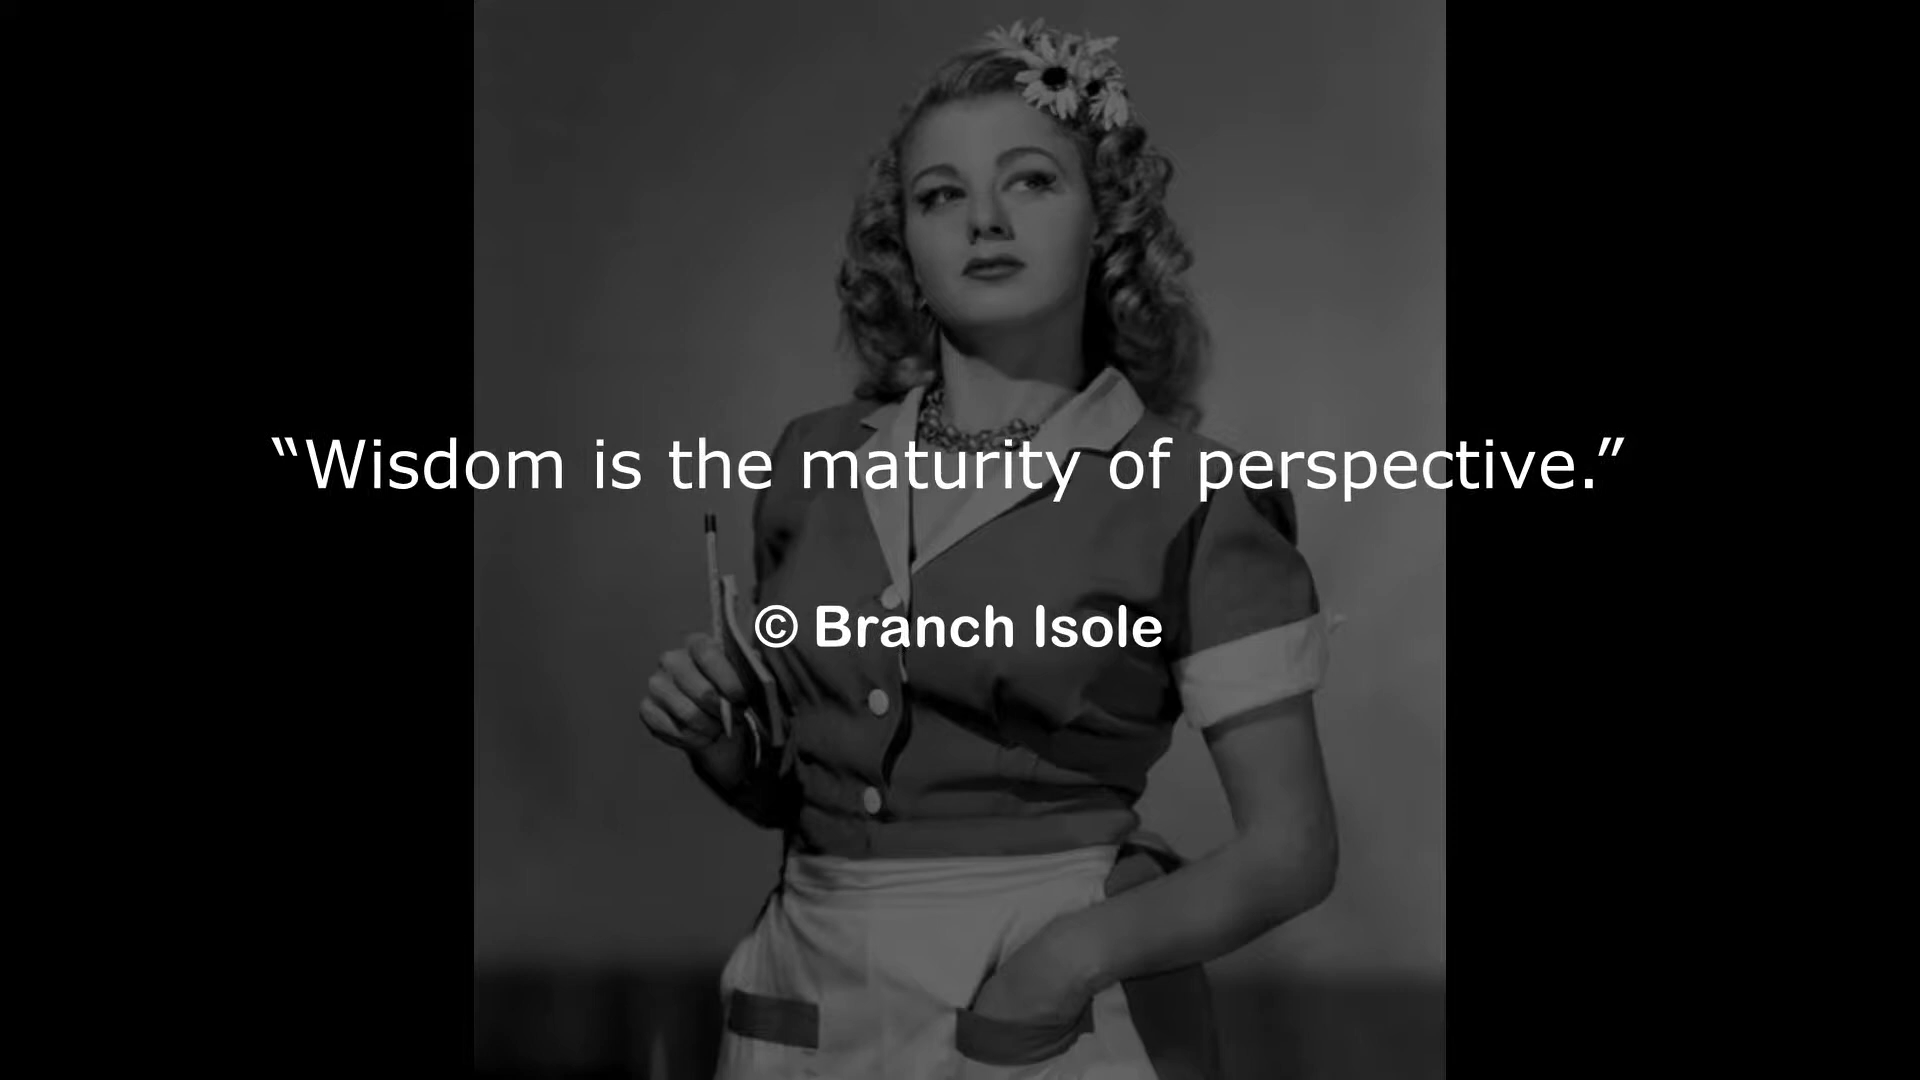 “Wisdom is the maturity of perspective.”
© Branch Isole